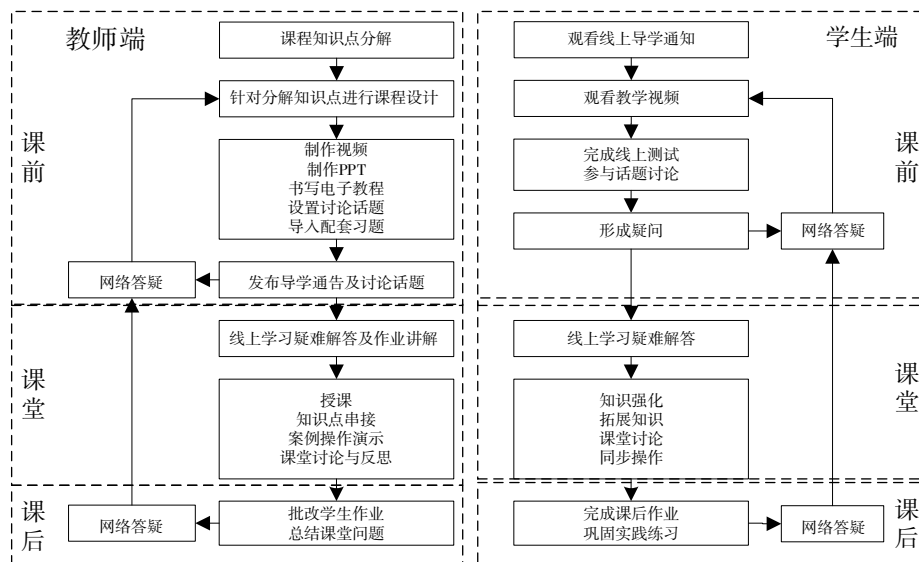 教师端
课前
课程知识点分解
针对分解知识点进行课程设计
制作视频
制作PPT
书写电子教程
设置讨论话题
导入配套习题
网络答疑
发布导学通告及讨论话题
课堂
线上学习疑难解答及作业讲解
授课
知识点串接
案例操作演示
课堂讨论与反思
课后
网络答疑
批改学生作业
总结课堂问题
学生端
课前
观看线上导学通知
观看教学视频
完成线上测试
参与话题讨论
形成疑问
网络答疑
课堂
线上学习疑难解答
知识强化
拓展知识
课堂讨论
同步操作
课后
完成课后作业
巩固实践练习
网络答疑